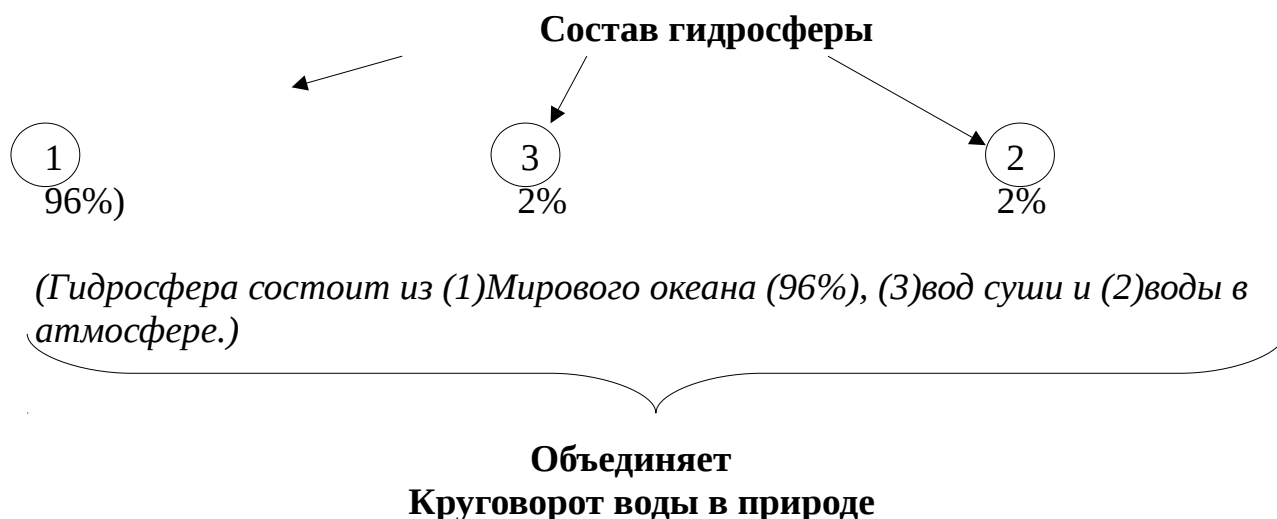 Состав гидросферы
1 3 2
96%) 2% 2%
(Гидросфера состоит из (1)Мирового океана (96%), (3)вод суши и (2)воды в
атмосфере.)
Объединяет
Круговорот воды в природе